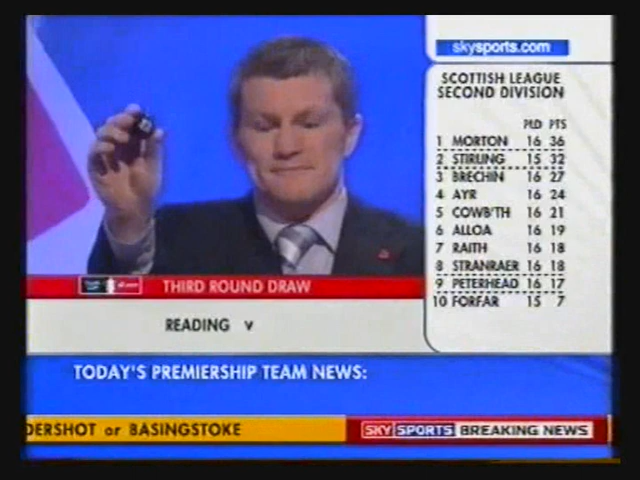 skysports.com
SCOTTISH LEAGUE
SECOND DIVISION
PLD PTS
1 MORTON 16 36
2 STIRLING 15 32
3 BRECHIN 16 27
4 AYR 16 24
5 COWB'TH 16 21
6 ALLOA 16 19
7 RAITH 16 18
8 STRANRAER 16 18
9 PETERHEAD 16 17
10 FORFAR 15 7
THIRD ROUND DRAW
READING v
TODAY'S PREMIERSHIP TEAM NEWS:
DERSHOT or BASINGSTOKE
SKY SPORTS BREAKING NEWS